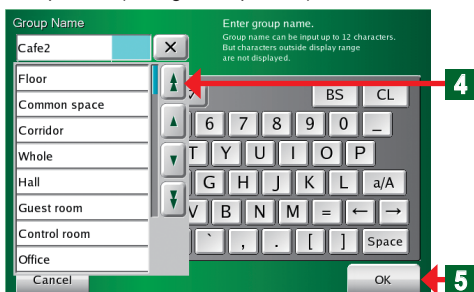 Group Name
Enter group name.
Group name can be input up to 12 characters.
But characters outside display range
are not displayed.
Cafe2
Floor
Common space
Corridor
Whole
Hall
Guest room
Control room
Office
BS CL
6 7 8 9 0 _
T Y U I O P
G H J K L a/A
V B N M = ← →
` , . [ ] Space
Cancel
OK
4
5